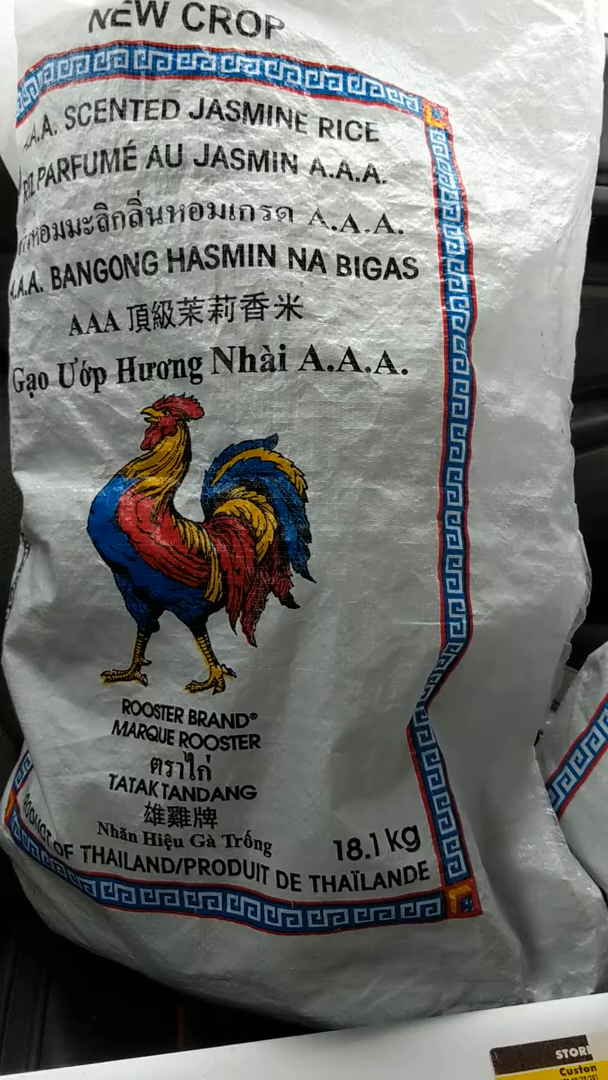 NEW CROP
A.A. SCENTED JASMINE RICE
RIZ PARFUMÉ AU JASMIN A.A.A.
ข้าวหอมมะลิกลิ่นหอมเกรด A.A.A.
A.A.A. BANGONG HASMIN NA BIGAS
AAA 頂級茉莉香米
Gạo Ướp Hương Nhài A.A.A.
ROOSTER BRAND®
MARQUE ROOSTER
ตราไก่
TATAK TANDANG
雄雞牌
Nhãn Hiệu Gà Trống
18.1 kg
PRODUCT OF THAILAND/PRODUIT DE THAÏLANDE
STOR
Custon